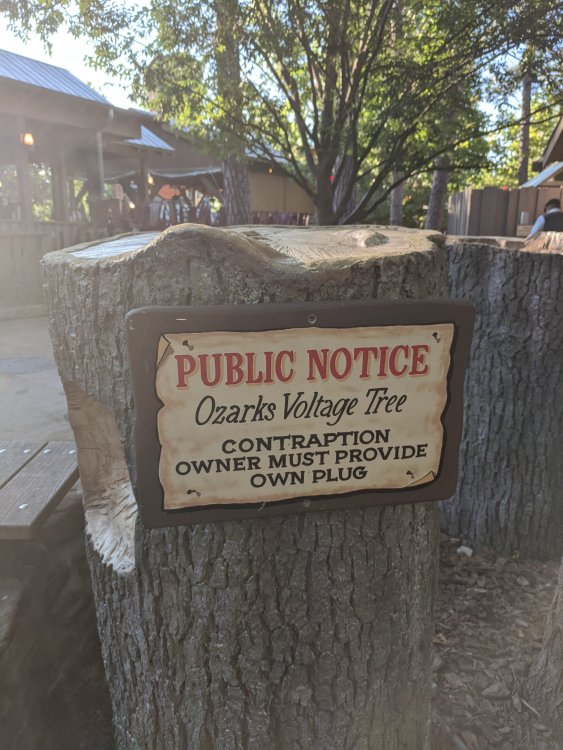 PUBLIC NOTICE
Ozarks Voltage Tree
CONTRAPTION
OWNER MUST PROVIDE
OWN PLUG